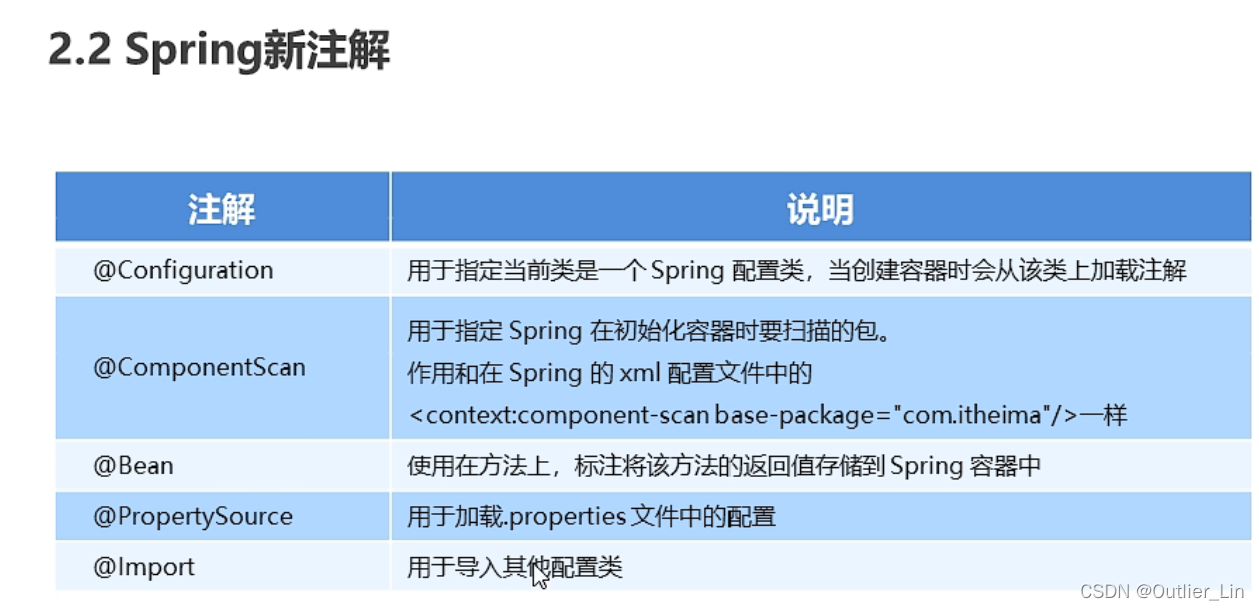 2.2 Spring新注解
注解 说明
@Configuration 用于指定当前类是一个 Spring 配置类，当创建容器时会从该类上加载注解
@ComponentScan 用于指定 Spring 在初始化容器时要扫描的包。
作用和在 Spring 的 xml 配置文件中的
<context:component-scan base-package="com.itheima"/>一样
@Bean 使用在方法上，标注将该方法的返回值存储到 Spring 容器中
@PropertySource 用于加载.properties 文件中的配置
@Import 用于导入其他配置类
CSDN @Outlier_Lin